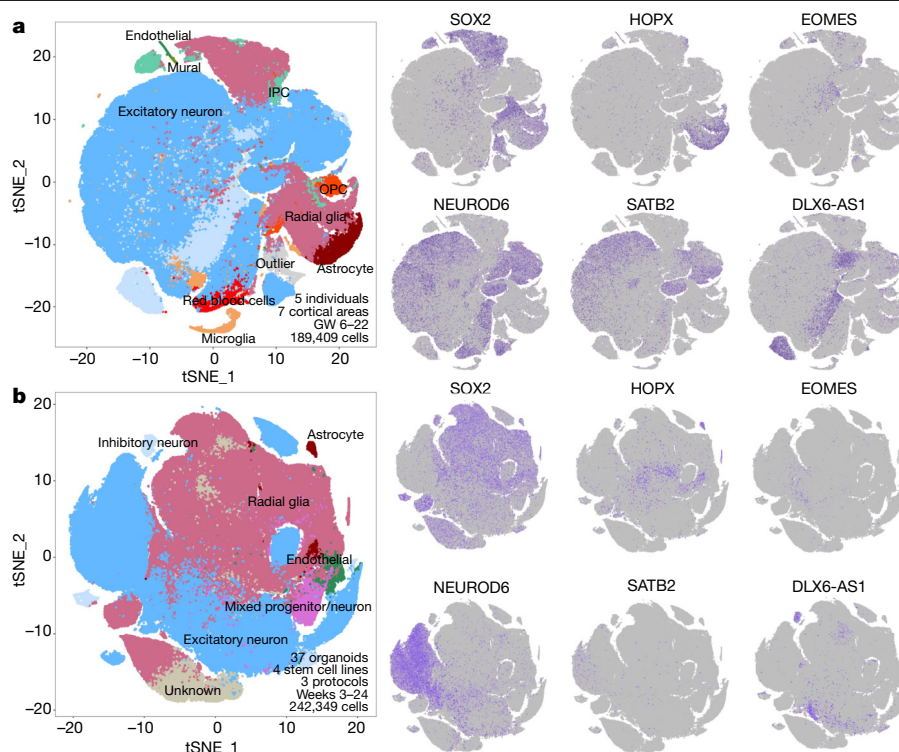 a
tSNE_2
20
10
0
−10
−20
−20
−10
0
10
20
tSNE_1
Endothelial
Mural
IPC
Excitatory neuron
OPC
Radial glia
Outlier
Astrocyte
Red blood cells
Microglia
5 individuals
7 cortical areas
GW 6–22
189,409 cells
SOX2
HOPX
EOMES
NEUROD6
SATB2
DLX6-AS1
b
tSNE_2
20
10
0
−10
−20
−20
−10
0
10
20
tSNE_1
Inhibitory neuron
Astrocyte
Radial glia
Endothelial
Mixed progenitor/neuron
Excitatory neuron
Unknown
37 organoids
4 stem cell lines
3 protocols
Weeks 3–24
242,349 cells
SOX2
HOPX
EOMES
NEUROD6
SATB2
DLX6-AS1